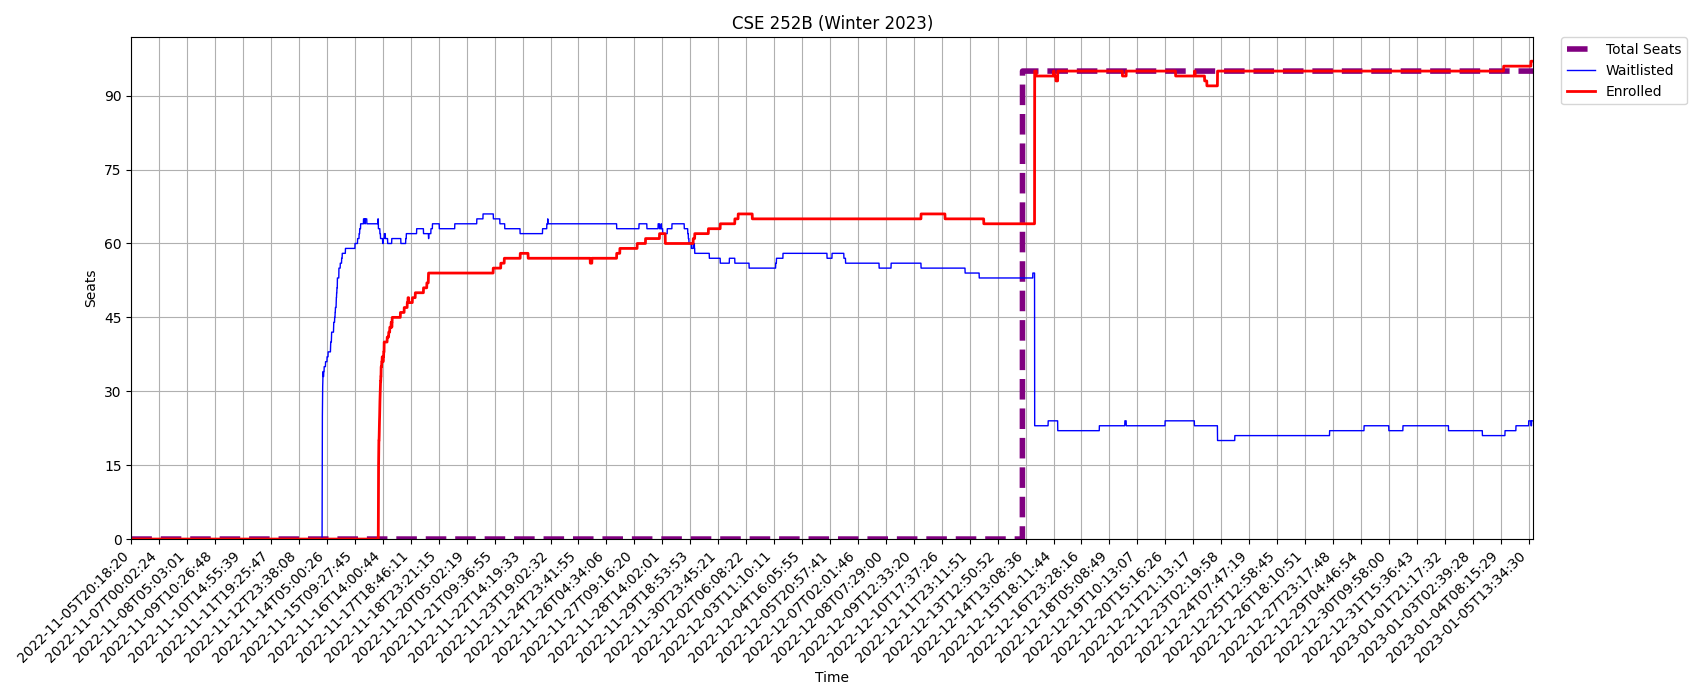 CSE 252B (Winter 2023)
Total Seats
Waitlisted
Enrolled
Seats
90
75
60
45
30
15
0
2022-11-05T20:18:20
2022-11-07T00:02:24
2022-11-08T05:03:01
2022-11-09T10:26:48
2022-11-10T14:55:39
2022-11-11T19:25:47
2022-11-12T23:38:08
2022-11-14T05:00:26
2022-11-15T09:27:45
2022-11-16T14:00:44
2022-11-17T18:46:11
2022-11-18T23:21:15
2022-11-20T05:02:19
2022-11-21T09:36:55
2022-11-22T14:19:33
2022-11-23T19:02:32
2022-11-24T23:41:55
2022-11-26T04:34:06
2022-11-27T09:16:20
2022-11-28T14:02:01
2022-11-29T18:53:53
2022-11-30T23:45:21
2022-12-02T06:08:22
2022-12-03T11:10:11
2022-12-04T16:05:55
2022-12-05T20:57:41
2022-12-07T02:01:46
2022-12-08T07:29:00
2022-12-09T12:33:20
2022-12-10T17:37:26
2022-12-11T23:11:51
2022-12-13T12:50:52
2022-12-14T13:08:36
2022-12-15T18:11:44
2022-12-16T23:28:16
2022-12-18T05:08:49
2022-12-19T10:13:07
2022-12-20T15:16:26
2022-12-21T21:13:17
2022-12-23T02:19:58
2022-12-24T07:47:19
2022-12-25T12:58:45
2022-12-26T18:10:51
2022-12-27T23:17:48
2022-12-29T04:46:54
2022-12-30T09:58:00
2022-12-31T15:36:43
2023-01-01T21:17:32
2023-01-03T02:39:28
2023-01-04T08:15:29
2023-01-05T13:34:30
Time